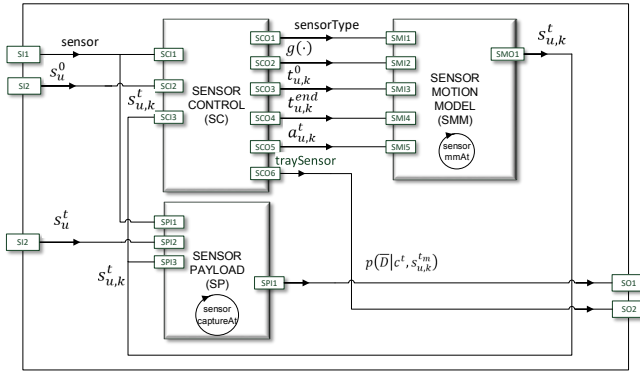 sensorType
SI1
sensor
SCI1
SCO1
SMI1
g(·)
SI2
s_u^0
SCI2
SCO2
SMI2
SMO1
s_{u,k}^t
SENSOR
CONTROL
(SC)
t_{u,k}^0
SCO3
SMI3
SENSOR
MOTION
MODEL
(SMM)
s_{u,k}^t
SCI3
t_{u,k}^{end}
SCO4
SMI4
a_{u,k}^t
SCO5
SMI5
sensor
mmAt
traySensor
SCO6
SPI1
SI2
s_u^t
SPI2
SPI3
s_{u,k}^t
SENSOR
PAYLOAD
(SP)
SPI1
p(D̅|c^t, s_{u,k}^{t_m})
SO1
SO2
sensor
captureAt